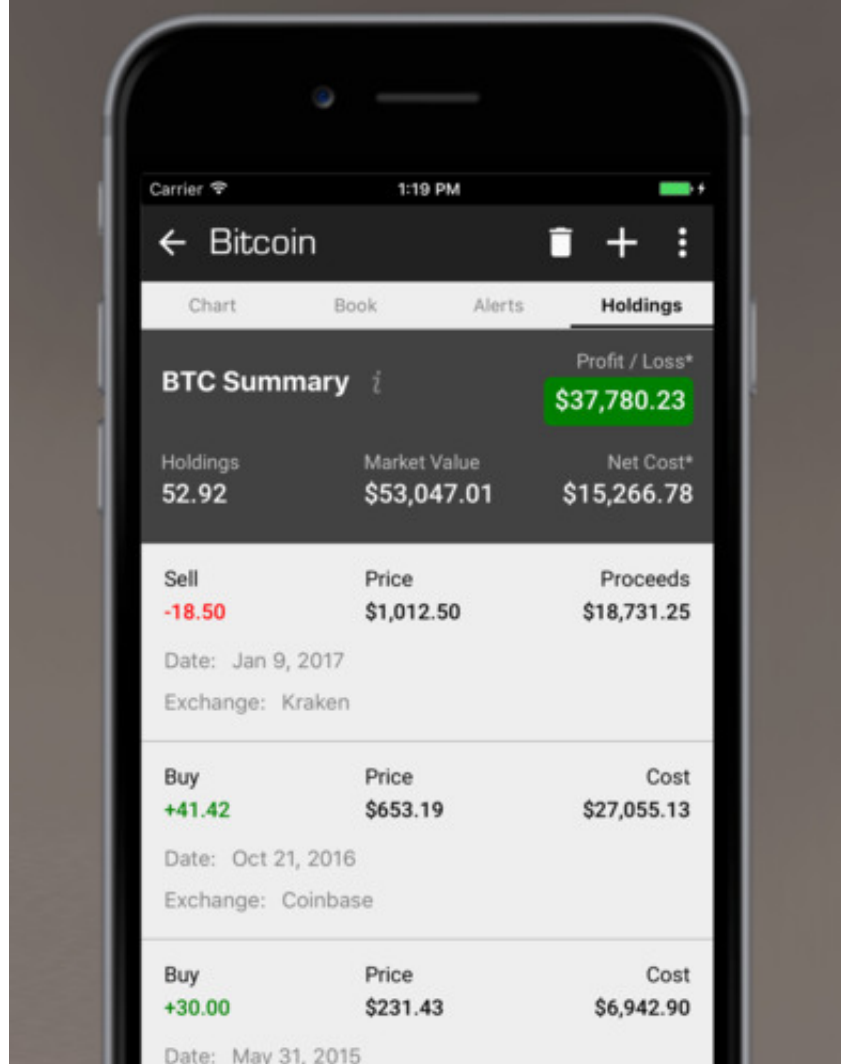 Carrier 1:19 PM
Bitcoin
Chart Book Alerts Holdings
BTC Summary i Profit / Loss*
$37,780.23
Holdings Market Value Net Cost*
52.92 $53,047.01 $15,266.78
Sell Price Proceeds
-18.50 $1,012.50 $18,731.25
Date: Jan 9, 2017
Exchange: Kraken
Buy Price Cost
+41.42 $653.19 $27,055.13
Date: Oct 21, 2016
Exchange: Coinbase
Buy Price Cost
+30.00 $231.43 $6,942.90
Date: May 31, 2015